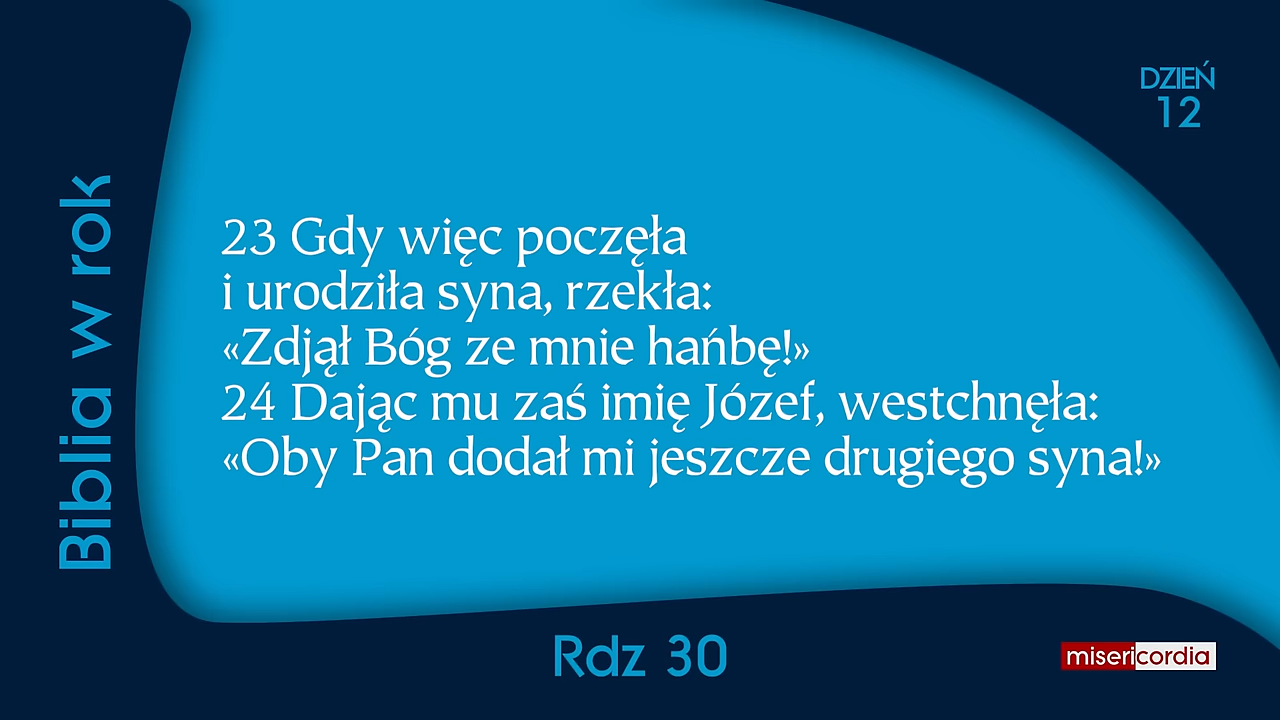 DZIEŃ
12
Biblia w rok
23 Gdy więc poczęła
i urodziła syna, rzekła:
«Zdjął Bóg ze mnie hańbę!»
24 Dając mu zaś imię Józef, westchnęła:
«Oby Pan dodał mi jeszcze drugiego syna!»
Rdz 30
misericordia